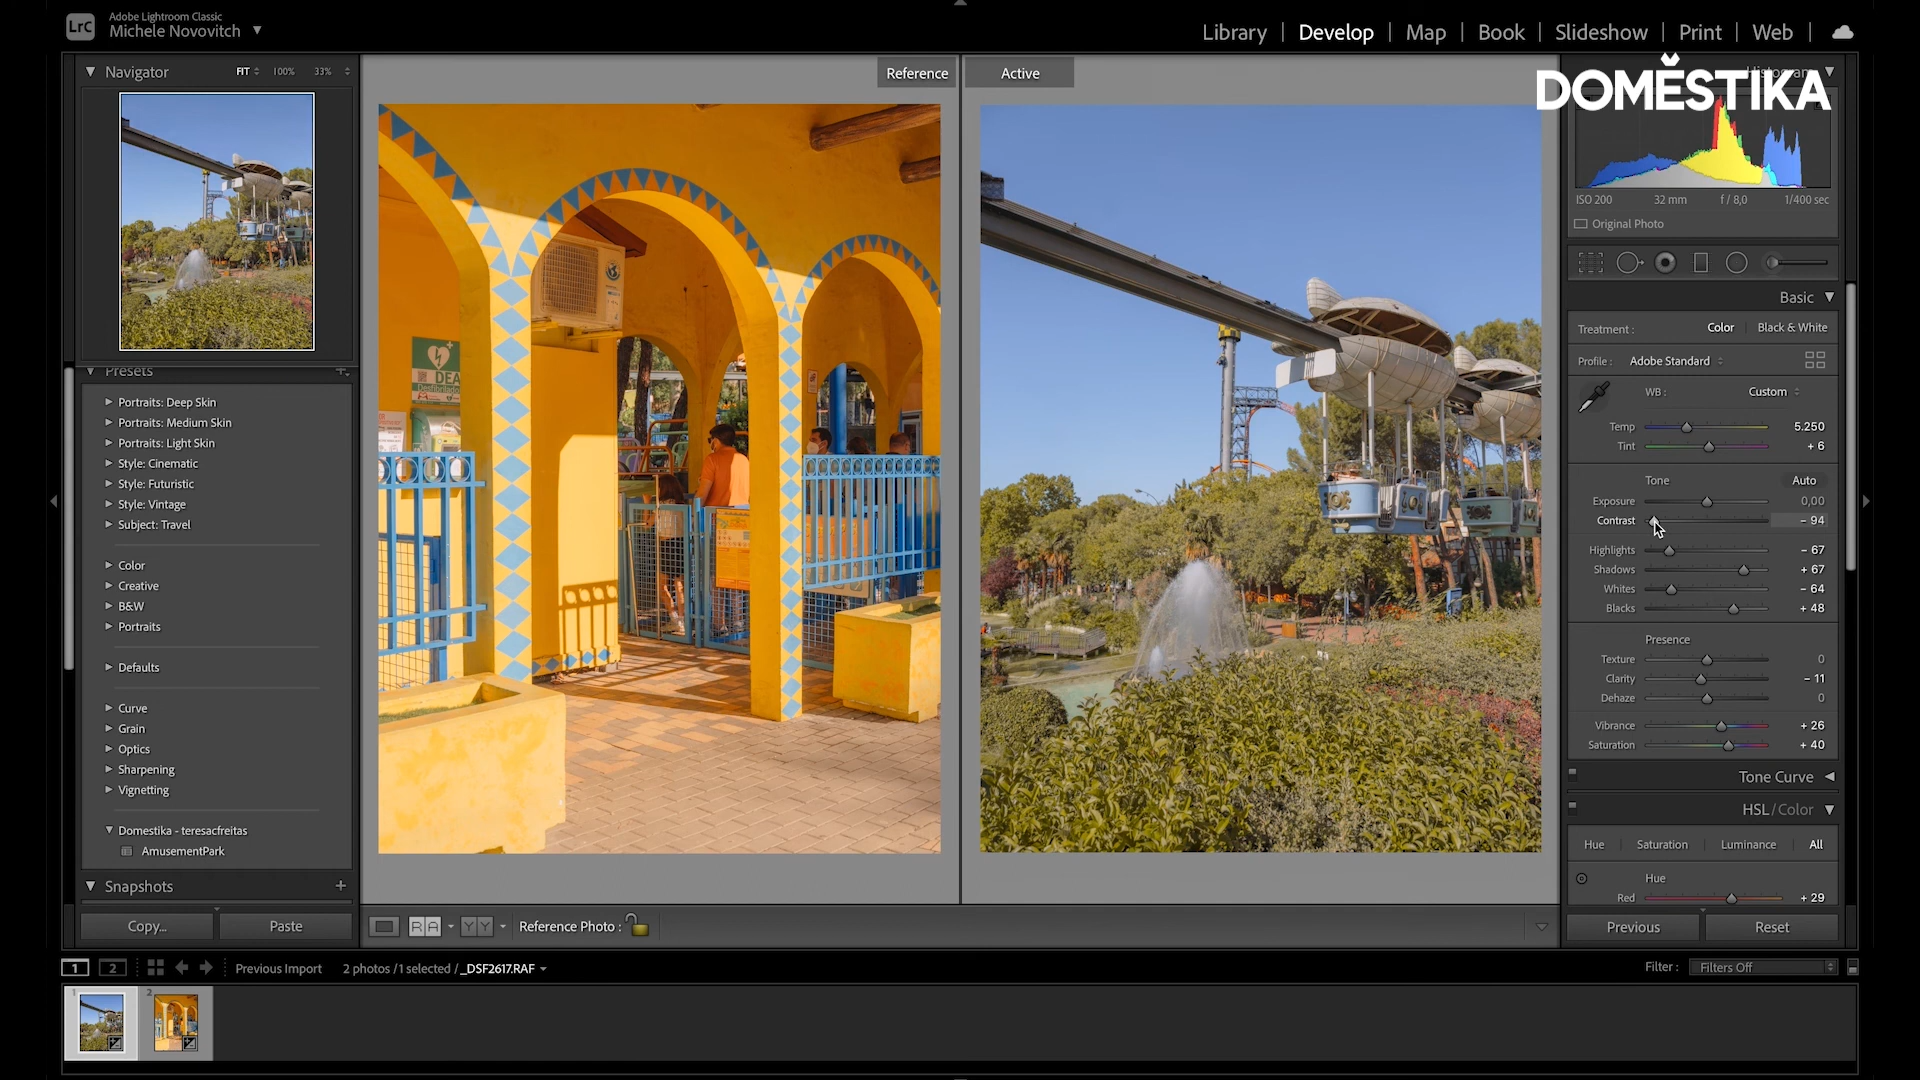 LrC
Adobe Lightroom Classic
Michele Novovitch
Library | Develop | Map | Book | Slideshow | Print | Web |
DOMĔSTIKA
Navigator FIT 100% 33%
Presets
Portraits: Deep Skin
Portraits: Medium Skin
Portraits: Light Skin
Style: Cinematic
Style: Futuristic
Style: Vintage
Subject: Travel
Color
Creative
B&W
Portraits
Defaults
Curve
Grain
Optics
Sharpening
Vignetting
Domestika - teresacfreitas
AmusementPark
Snapshots +
Copy... Paste
Reference
Active
DEA
Desfibrilador
Histogram
ISO 200 32 mm f / 8,0 1/400 sec
Original Photo
Basic
Treatment : Color Black & White
Profile : Adobe Standard
WB : Custom
Temp 5.250
Tint + 6
Tone Auto
Exposure 0,00
Contrast − 94
Highlights − 67
Shadows + 67
Whites − 64
Blacks + 48
Presence
Texture 0
Clarity − 11
Dehaze 0
Vibrance + 26
Saturation + 40
Tone Curve
HSL / Color
Hue Saturation Luminance All
Hue
Red + 29
Previous Reset
R A Y Y Reference Photo :
1 2 Previous Import 2 photos /1 selected /_DSF2617.RAF
Filter : Filters Off
1 2